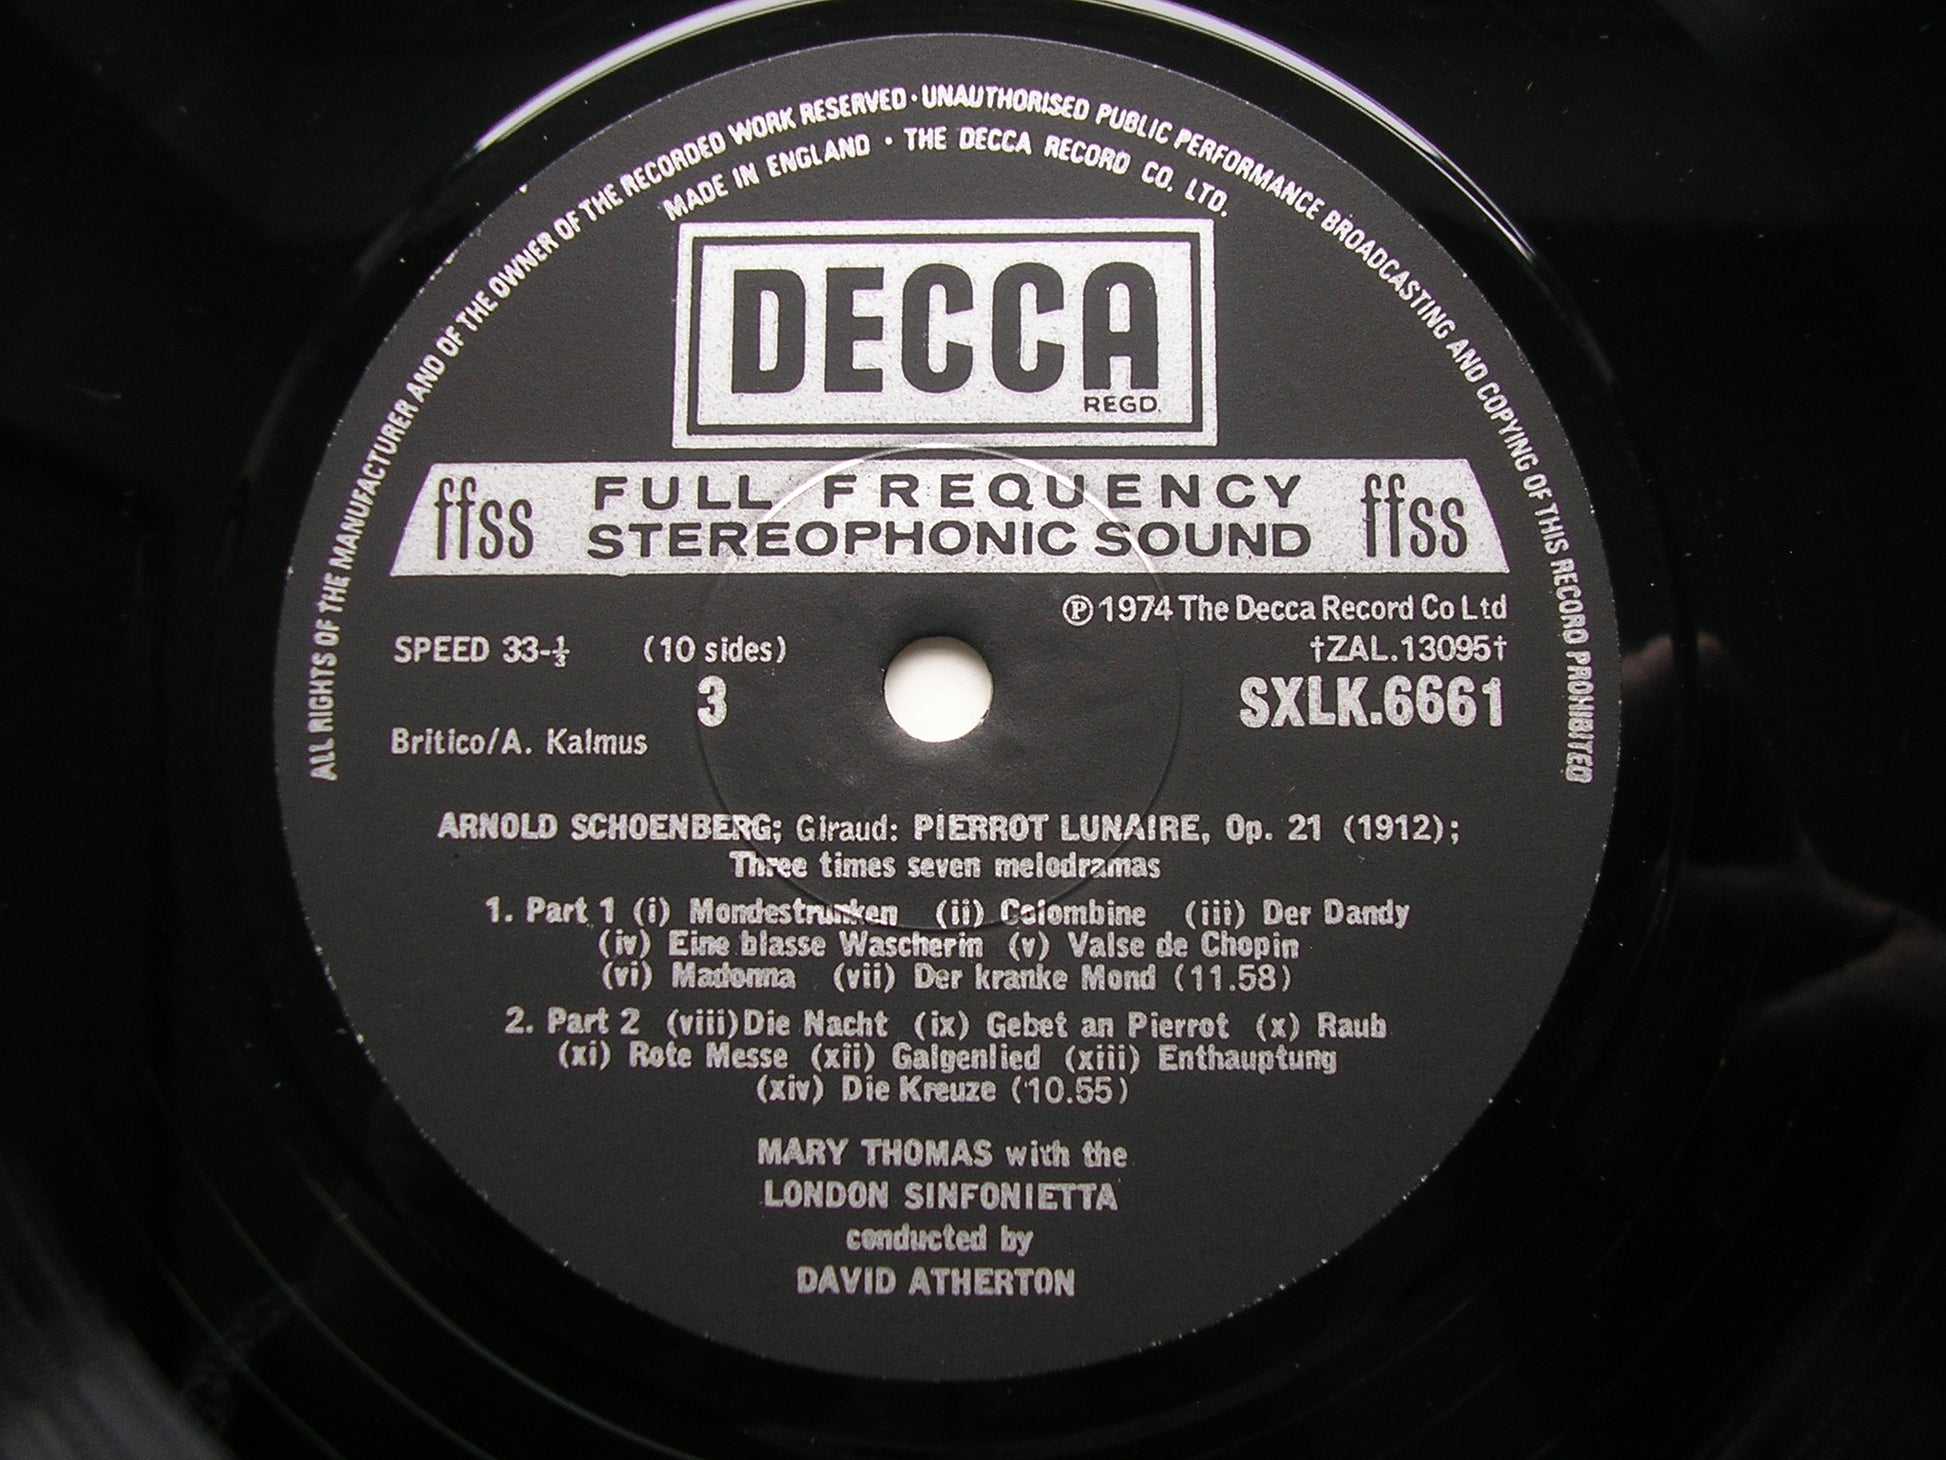 ALL RIGHTS OF THE MANUFACTURER AND OF THE OWNER OF THE RECORDED WORK RESERVED · UNAUTHORISED PUBLIC PERFORMANCE BROADCASTING AND COPYING OF THIS RECORD PROHIBITED
MADE IN ENGLAND · THE DECCA RECORD CO. LTD.
DECCA
REGD.
ffss FULL FREQUENCY STEREOPHONIC SOUND ffss
Ⓟ 1974 The Decca Record Co Ltd
SPEED 33-⅓ (10 sides) †ZAL.13095†
3 SXLK.6661
Britico/A. Kalmus
ARNOLD SCHOENBERG; Giraud: PIERROT LUNAIRE, Op. 21 (1912);
Three times seven melodramas
1. Part 1 (i) Mondestrunken (ii) Colombine (iii) Der Dandy
(iv) Eine blasse Wascherin (v) Valse de Chopin
(vi) Madonna (vii) Der kranke Mond (11.58)
2. Part 2 (viii) Die Nacht (ix) Gebet an Pierrot (x) Raub
(xi) Rote Messe (xii) Galgenlied (xiii) Enthauptung
(xiv) Die Kreuze (10.55)
MARY THOMAS with the
LONDON SINFONIETTA
conducted by
DAVID ATHERTON